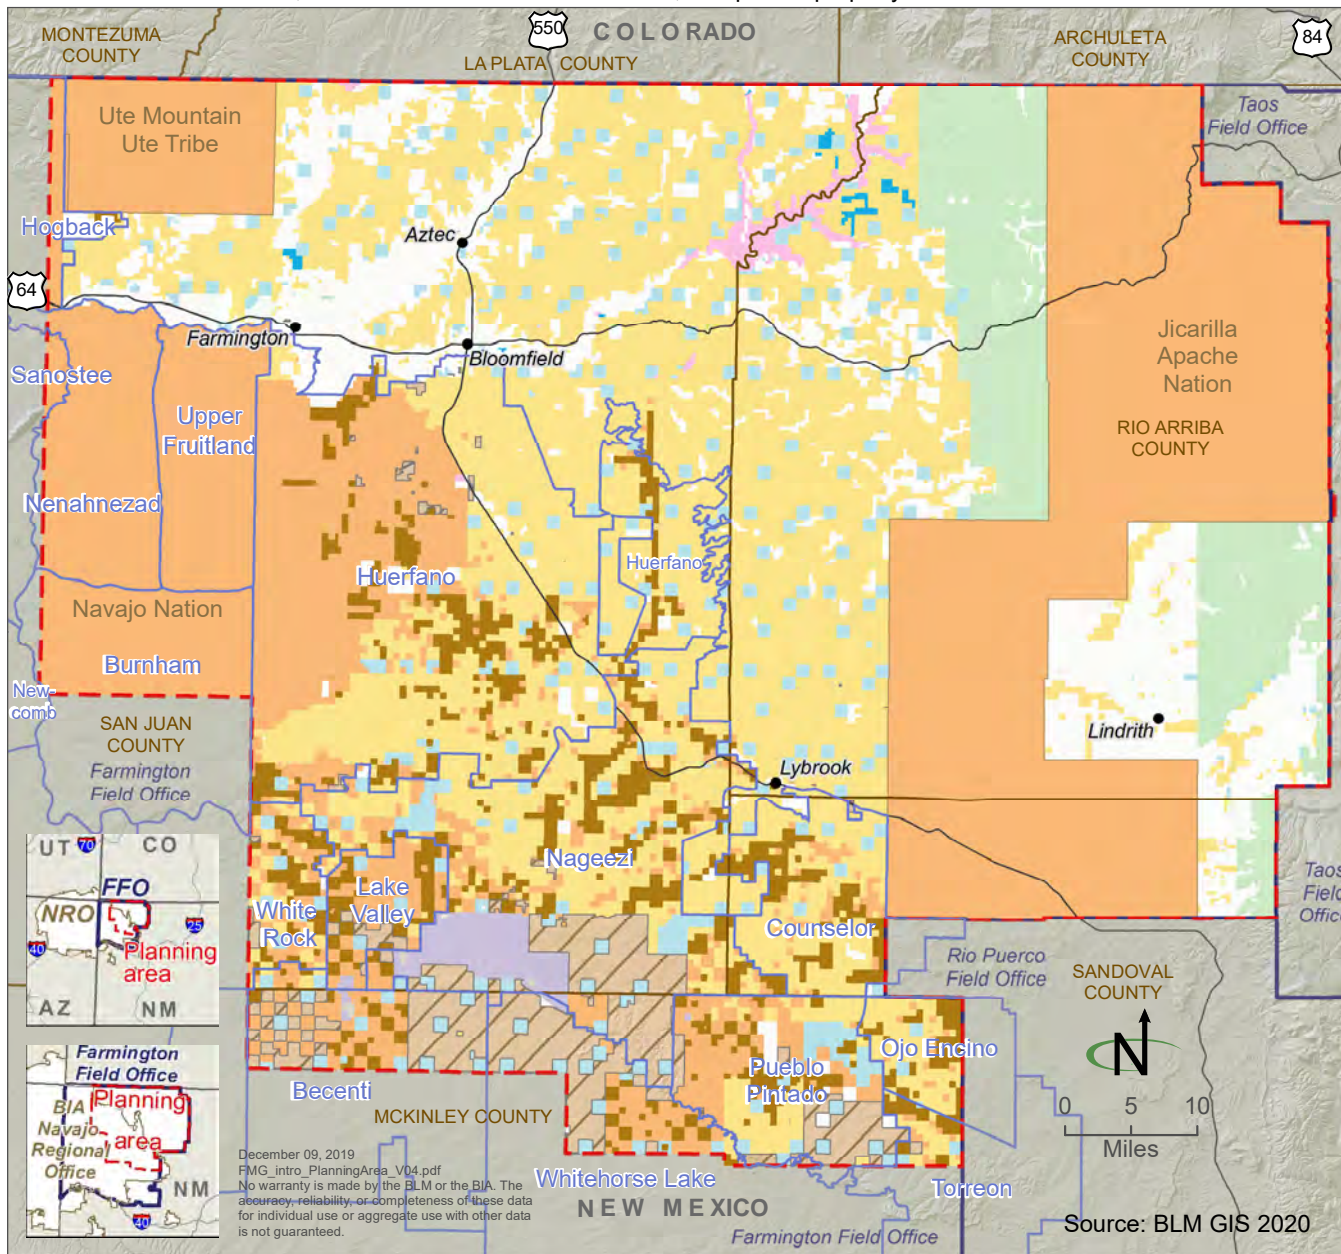 550
COLORADO
84
MONTEZUMA
COUNTY
LA PLATA COUNTY
ARCHULETA
COUNTY
Ute Mountain
Ute Tribe
Taos
Field Office
Hogback
Aztec
64
Farmington
Bloomfield
Jicarilla
Apache
Nation
Sanostee
Upper
Fruitland
RIO ARRIBA
COUNTY
Nenahnezad
Huerfano
Huerfano
Navajo Nation
Burnham
New-
comb
SAN JUAN
COUNTY
Farmington
Field Office
Lindrith
Lybrook
UT 70 CO
FFO
NRO
25
40
Planning
area
AZ NM
Nageezi
Lake
Valley
White
Rock
Counselor
Taos
Field
Office
Rio Puerco
Field Office
SANDOVAL
COUNTY
N
Ojo Encino
Pueblo
Pintado
Farmington
Field Office
Planning
area
BIA
Navajo
Regional
Office
NM
40
Becenti
MCKINLEY COUNTY
0 5 10
Miles
December 09, 2019
FMG_intro_PlanningArea_V04.pdf
No warranty is made by the BLM or the BIA. The
accuracy, reliability, or completeness of these data
for individual use or aggregate use with other data
is not guaranteed.
Whitehorse Lake
Torreon
NEW MEXICO
Farmington Field Office
Source: BLM GIS 2020